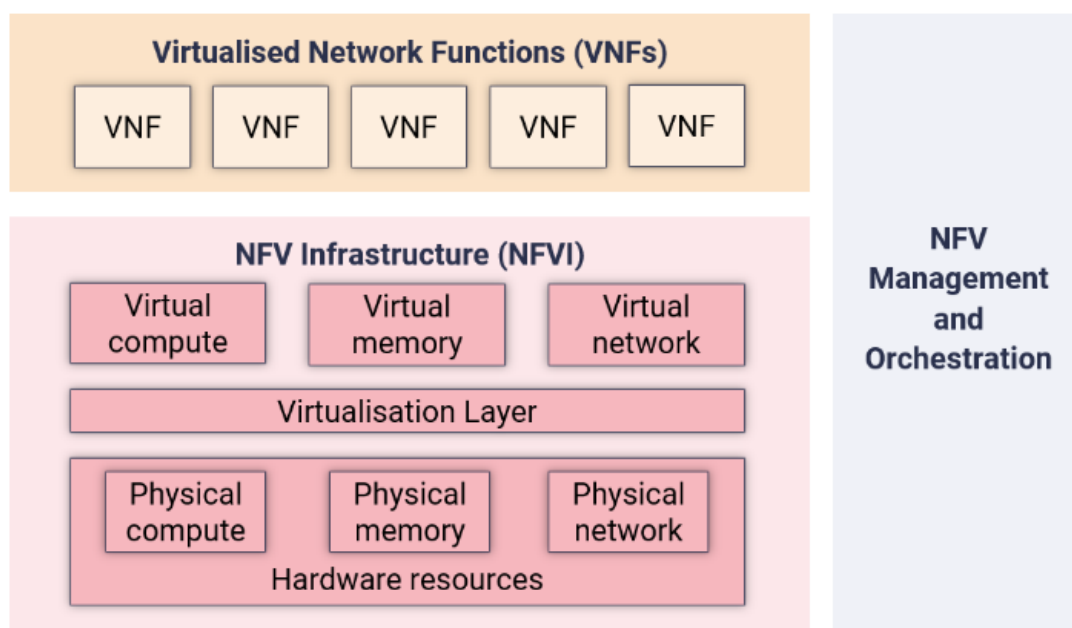 Virtualised Network Functions (VNFs)
VNF
VNF
VNF
VNF
VNF
NFV Infrastructure (NFVI)
Virtual
compute
Virtual
memory
Virtual
network
Virtualisation Layer
Physical
compute
Physical
memory
Physical
network
Hardware resources
NFV
Management
and
Orchestration